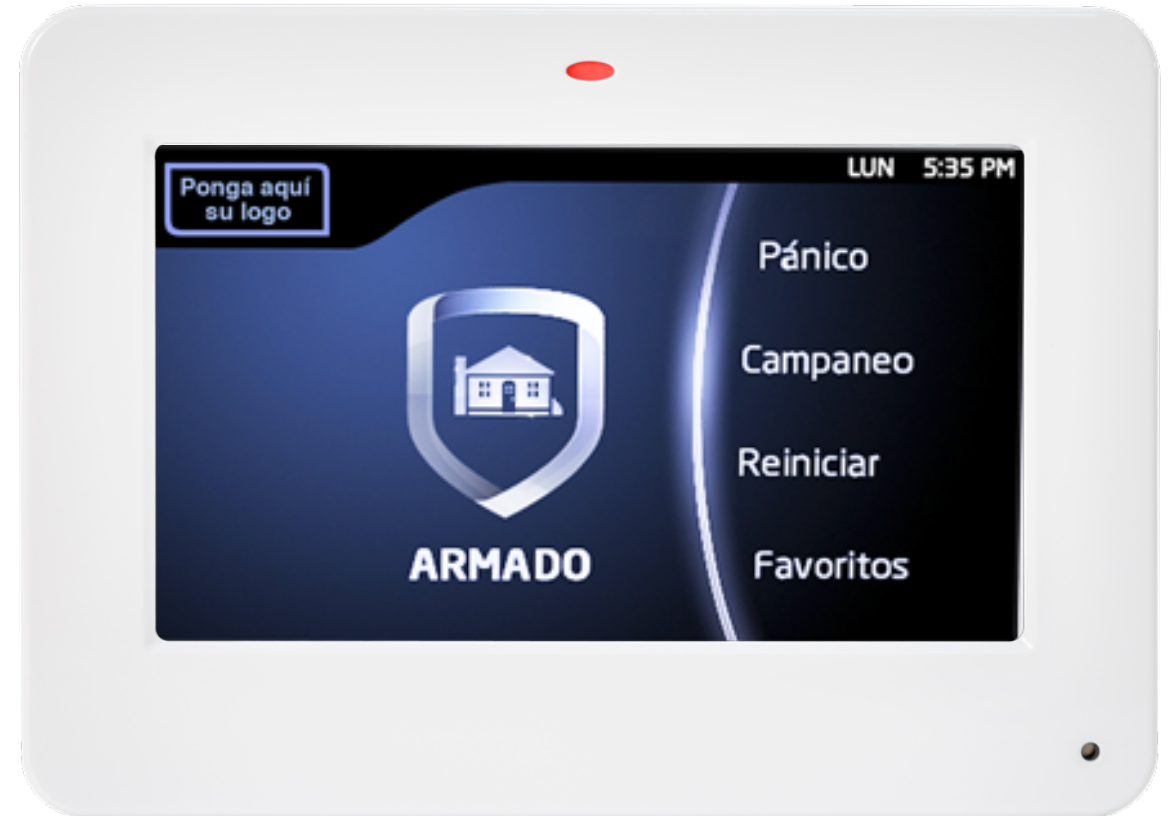 Ponga aquí
su logo
LUN 5:35 PM
Pánico
Campaneo
Reiniciar
Favoritos
ARMADO